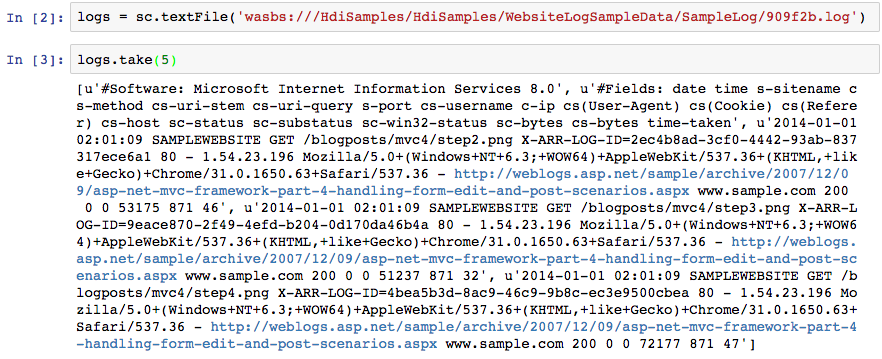 In [2]: logs = sc.textFile('wasbs:///HdiSamples/HdiSamples/WebsiteLogSampleData/SampleLog/909f2b.log')
In [3]: logs.take(5)
[u'#Software: Microsoft Internet Information Services 8.0', u'#Fields: date time s-sitename c
s-method cs-uri-stem cs-uri-query s-port cs-username c-ip cs(User-Agent) cs(Cookie) cs(Refere
r) cs-host sc-status sc-substatus sc-win32-status sc-bytes cs-bytes time-taken', u'2014-01-01
02:01:09 SAMPLEWEBSITE GET /blogposts/mvc4/step2.png X-ARR-LOG-ID=2ec4b8ad-3cf0-4442-93ab-837
317ece6a1 80 - 1.54.23.196 Mozilla/5.0+(Windows+NT+6.3;+WOW64)+AppleWebKit/537.36+(KHTML,+lik
e+Gecko)+Chrome/31.0.1650.63+Safari/537.36 - http://weblogs.asp.net/sample/archive/2007/12/0
9/asp-net-mvc-framework-part-4-handling-form-edit-and-post-scenarios.aspx www.sample.com 200
0 0 53175 871 46', u'2014-01-01 02:01:09 SAMPLEWEBSITE GET /blogposts/mvc4/step3.png X-ARR-L
OG-ID=9eace870-2f49-4efd-b204-0d170da46b4a 80 - 1.54.23.196 Mozilla/5.0+(Windows+NT+6.3;+WOW6
4)+AppleWebKit/537.36+(KHTML,+like+Gecko)+Chrome/31.0.1650.63+Safari/537.36 - http://weblogs.
asp.net/sample/archive/2007/12/09/asp-net-mvc-framework-part-4-handling-form-edit-and-post-sc
enarios.aspx www.sample.com 200 0 0 51237 871 32', u'2014-01-01 02:01:09 SAMPLEWEBSITE GET /b
logposts/mvc4/step4.png X-ARR-LOG-ID=4bea5b3d-8ac9-46c9-9b8c-ec3e9500cbea 80 - 1.54.23.196 Mo
zilla/5.0+(Windows+NT+6.3;+WOW64)+AppleWebKit/537.36+(KHTML,+like+Gecko)+Chrome/31.0.1650.63+
Safari/537.36 - http://weblogs.asp.net/sample/archive/2007/12/09/asp-net-mvc-framework-part-4
-handling-form-edit-and-post-scenarios.aspx www.sample.com 200 0 0 72177 871 47']